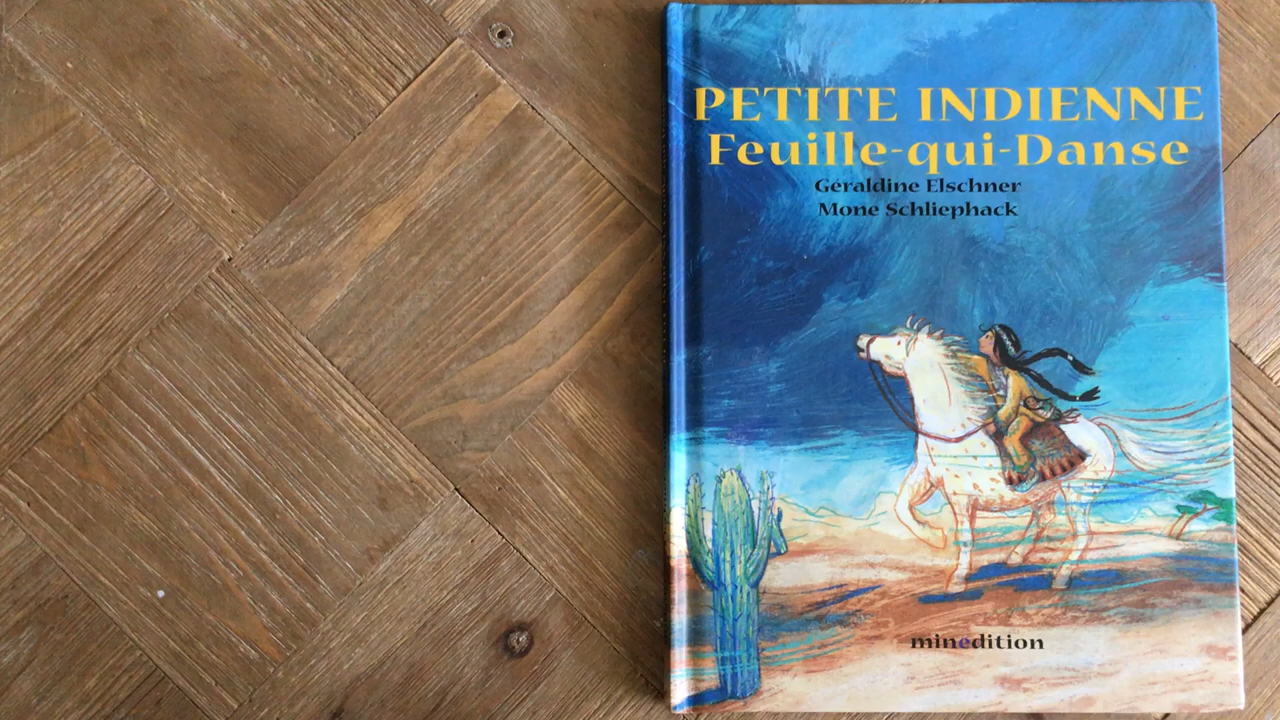 PETITE INDIENNE
Feuille-qui-Danse
Géraldine Elschner
Mone Schliephack
minedition